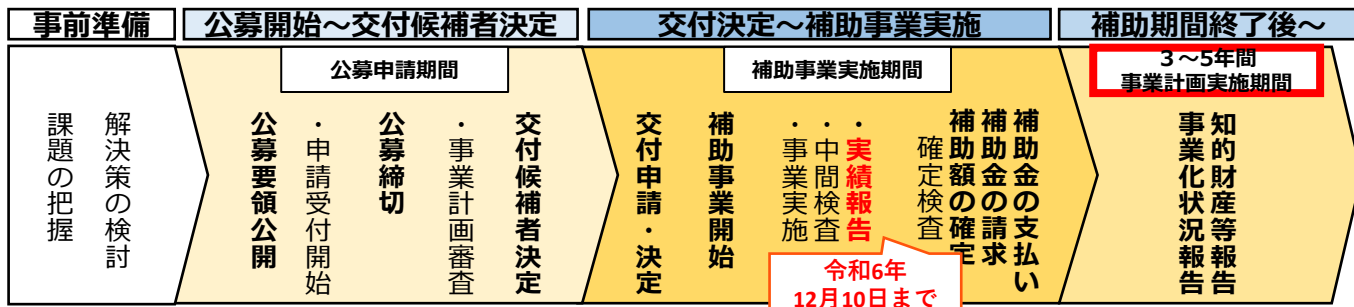 事前準備
公募開始～交付候補者決定
交付決定～補助事業実施
補助期間終了後～
公募申請期間
補助事業実施期間
３～5年間
事業計画実施期間
課題の把握
解決策の検討
公募要領公開
・申請受付開始
公募締切
・事業計画審査
交付候補者決定
交付申請・決定
補助事業開始
・事業実施
・中間検査
・実績報告
確定検査
補助額の確定
補助金の請求
補助金の支払い
事業化状況報告
知的財産等報告
令和6年
12月10日まで